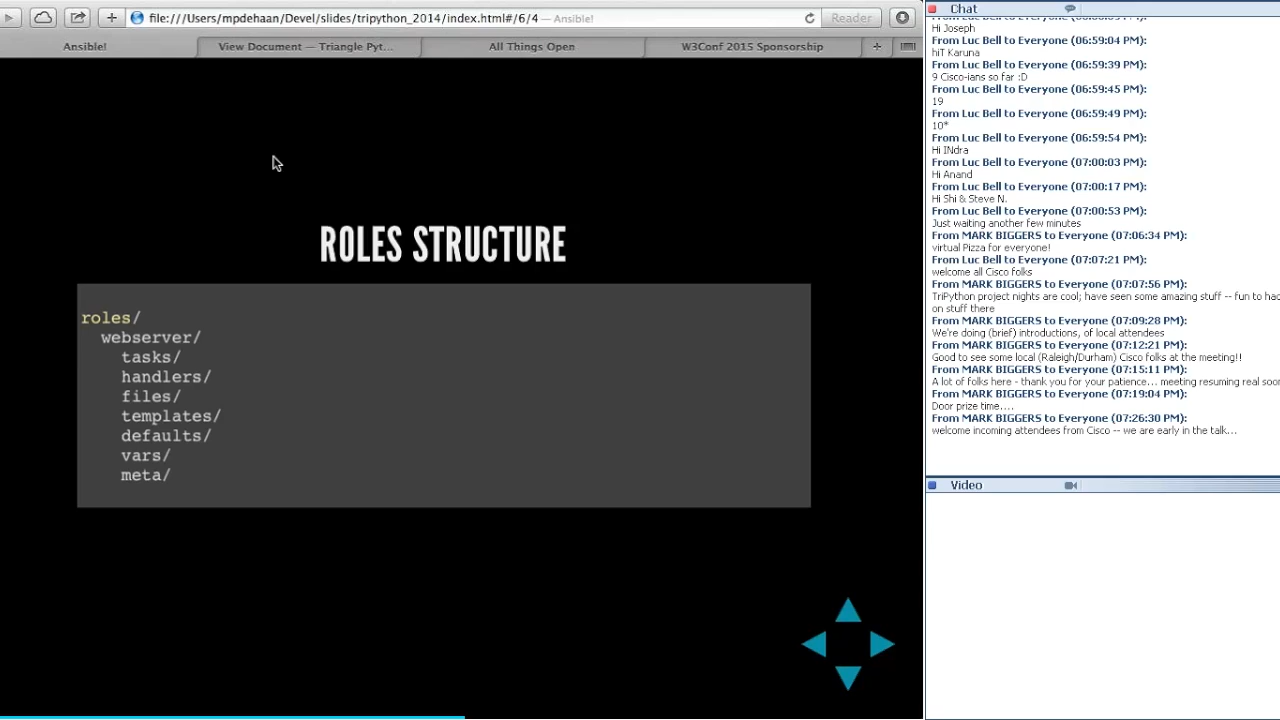 file:///Users/mpdehaan/Devel/slides/tripython_2014/index.html#/6/4 — Ansible!
Reader
Ansible!
View Document — Triangle Pyt...
All Things Open
W3Conf 2015 Sponsorship
ROLES STRUCTURE
roles/
webserver/
tasks/
handlers/
files/
templates/
defaults/
vars/
meta/
Chat
Hi Joseph
From Luc Bell to Everyone (06:59:04 PM):
hiT Karuna
From Luc Bell to Everyone (06:59:39 PM):
9 Cisco-ians so far :D
From Luc Bell to Everyone (06:59:45 PM):
19
From Luc Bell to Everyone (06:59:49 PM):
10*
From Luc Bell to Everyone (06:59:54 PM):
Hi INdra
From Luc Bell to Everyone (07:00:03 PM):
Hi Anand
From Luc Bell to Everyone (07:00:17 PM):
Hi Shi & Steve N.
From Luc Bell to Everyone (07:00:53 PM):
Just waiting another few minutes
From MARK BIGGERS to Everyone (07:06:34 PM):
virtual Pizza for everyone!
From Luc Bell to Everyone (07:07:21 PM):
welcome all Cisco folks
From MARK BIGGERS to Everyone (07:07:56 PM):
TriPython project nights are cool; have seen some amazing stuff -- fun to hac
on stuff there
From MARK BIGGERS to Everyone (07:09:28 PM):
We're doing (brief) introductions, of local attendees
From MARK BIGGERS to Everyone (07:12:21 PM):
Good to see some local (Raleigh/Durham) Cisco folks at the meeting!!
From MARK BIGGERS to Everyone (07:15:11 PM):
A lot of folks here - thank you for your patience... meeting resuming real soon
From MARK BIGGERS to Everyone (07:19:04 PM):
Door prize time....
From MARK BIGGERS to Everyone (07:26:30 PM):
welcome incoming attendees from Cisco -- we are early in the talk...
Video